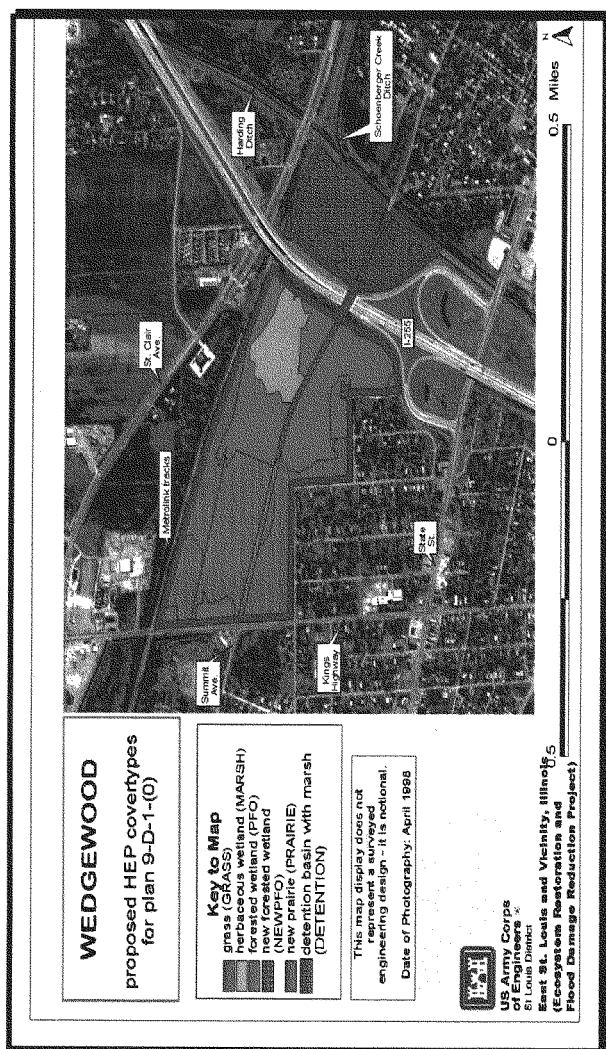 WEDGEWOOD
proposed HEP covertypes
for plan 9-D-1-(0)
Key to Map
grass (GRASS)
herbaceous wetland (MARSH)
forested wetland (PFO)
new forested wetland
(NEWPFO)
new prairie (PRAIRIE)
detention basin with marsh
(DETENTION)
This map display does not
represent a surveyed
engineering design - it is notional.
Date of Photography: April 1998
US Army Corps
of Engineers
St Louis District
East St. Louis and Vicinity, Illinois
(Ecosystem Restoration and
Flood Damage Reduction Project)
St. Clair
Ave.
Metrolink tracks
Summit
Ave.
Kings
Highway
State
St.
I-255
Harding
Ditch
Schoenberger Creek
Ditch
0.5
0
0.5 Miles
N